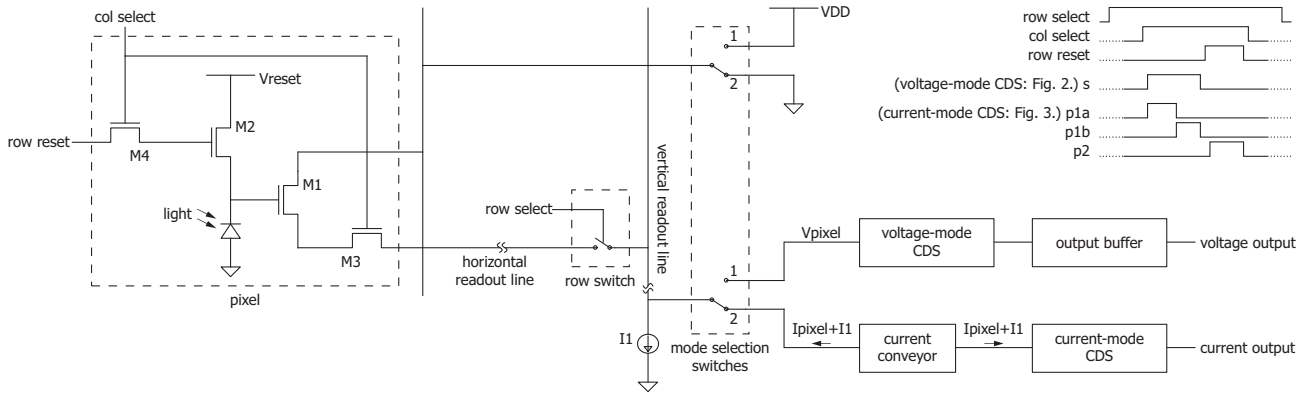 col select
Vreset
row reset
M4
M2
M1
light
M3
pixel
horizontal
readout line
row select
row switch
vertical readout line
I1
1
2
VDD
1
2
mode selection
switches
row select
col select
row reset
(voltage-mode CDS: Fig. 2.) s
(current-mode CDS: Fig. 3.) p1a
p1b
p2
Vpixel
voltage-mode
CDS
output buffer
voltage output
Ipixel+I1
current
conveyor
Ipixel+I1
current-mode
CDS
current output